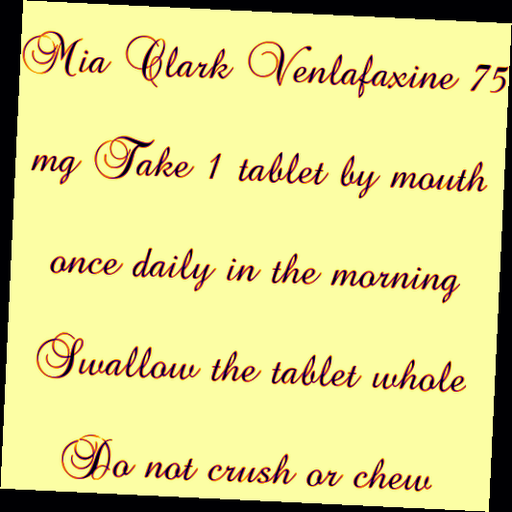 Mia Clark Venlafaxine 75
mg Take 1 tablet by mouth
once daily in the morning
Swallow the tablet whole
Do not crush or chew